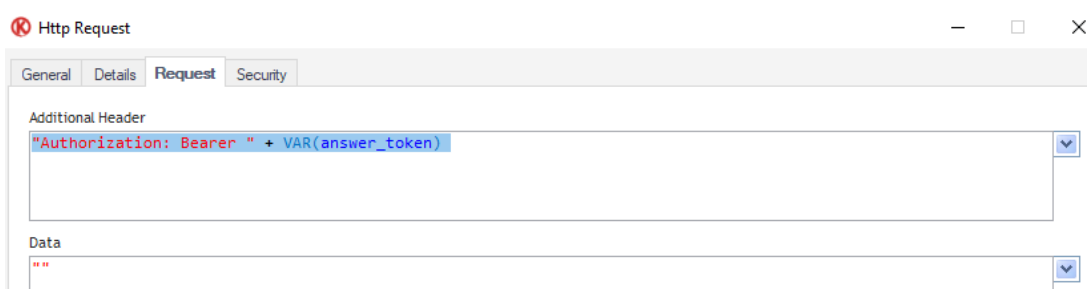 Http Request
General Details Request Security
Additional Header
"Authorization: Bearer " + VAR(answer_token)
Data
""